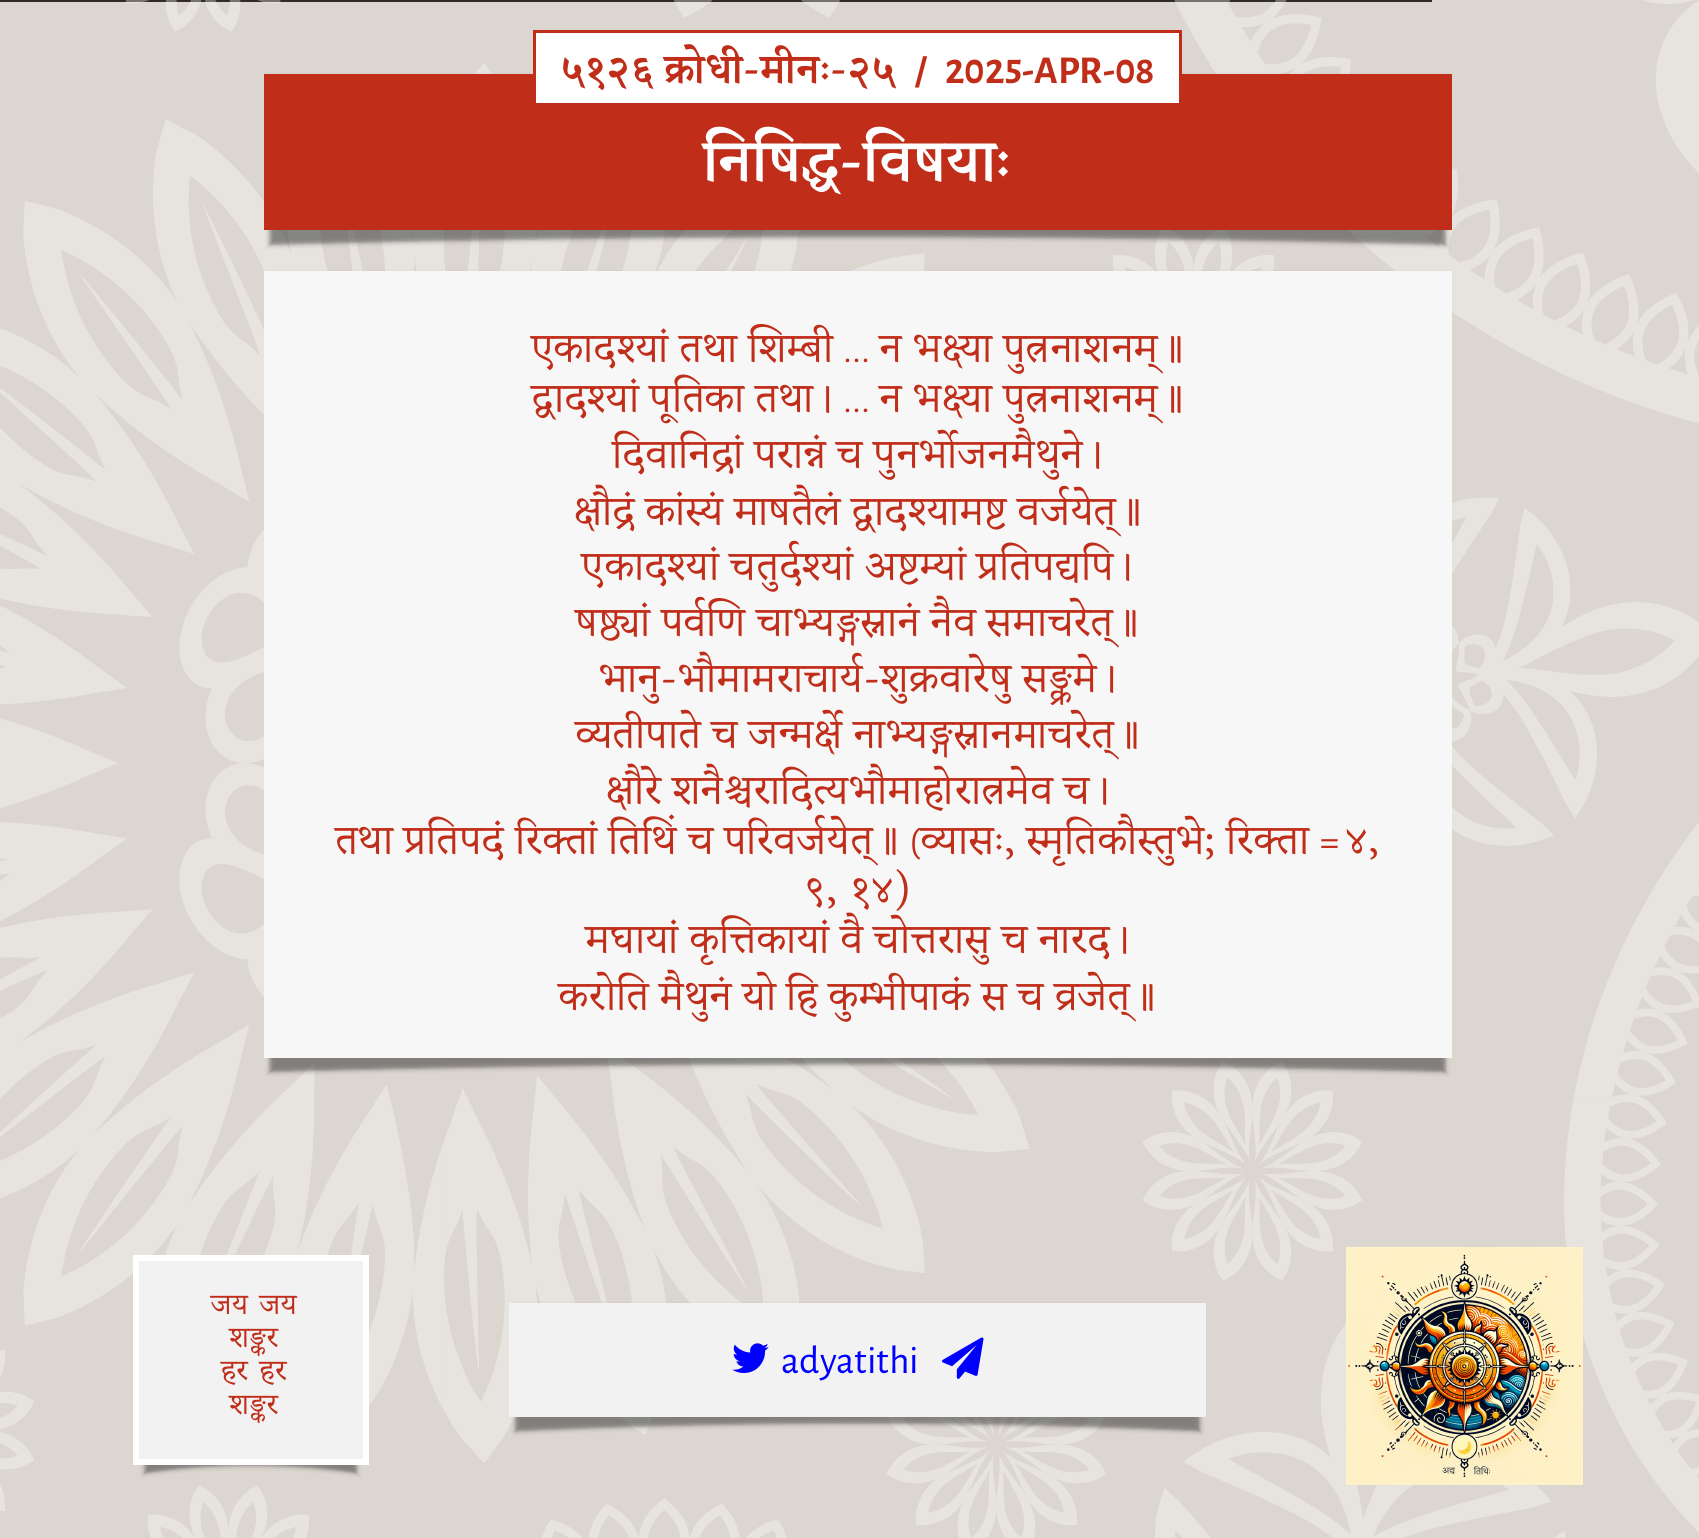 ५१२६ क्रोधी-मीनः-२५ / 2025-APR-08
निषिद्ध-विषयाः
एकादश्यां तथा शिम्बी … न भक्ष्या पुत्रनाशनम्॥
द्वादश्यां पूतिका तथा। … न भक्ष्या पुत्रनाशनम्॥
दिवानिद्रां परान्नं च पुनर्भोजनमैथुने।
क्षौद्रं कांस्यं माषतैलं द्वादश्यामष्ट वर्जयेत्॥
एकादश्यां चतुर्दश्यां अष्टम्यां प्रतिपद्यपि।
षष्ठ्यां पर्वणि चाभ्यङ्गस्नानं नैव समाचरेत्॥
भानु-भौमामराचार्य-शुक्रवारेषु सङ्क्रमे।
व्यतीपाते च जन्मर्क्षे नाभ्यङ्गस्नानमाचरेत्॥
क्षौरे शनैश्चरादित्यभौमाहोरात्रमेव च।
तथा प्रतिपदं रिक्तां तिथिं च परिवर्जयेत्॥ (व्यासः, स्मृतिकौस्तुभे; रिक्ता = ४,
९, १४)
मघायां कृत्तिकायां वै चोत्तरासु च नारद।
करोति मैथुनं यो हि कुम्भीपाकं स च व्रजेत्॥
जय जय
शङ्कर
हर हर
शङ्कर
adyatithi
अद्य तिथिः